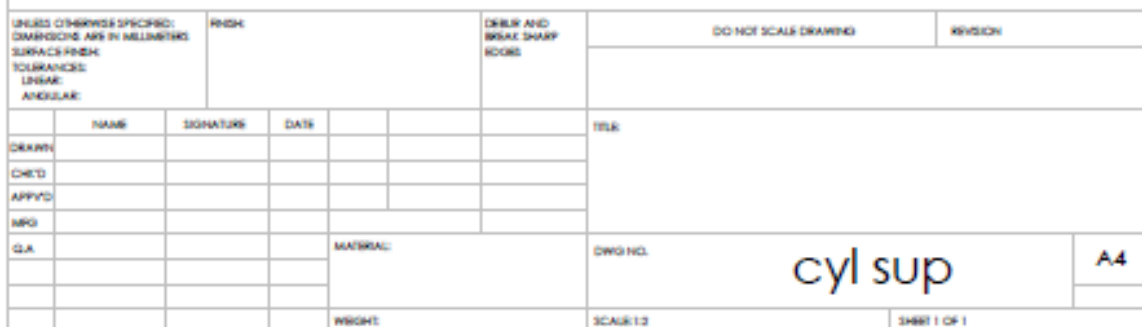 UNLESS OTHERWISE SPECIFIED:
DIMENSIONS ARE IN MILLIMETERS
SURFACE FINISH:
TOLERANCES:
LINEAR:
ANGULAR:
FINISH:
DEBUR AND
BREAK SHARP
EDGES
DO NOT SCALE DRAWING
REVISION
NAME SIGNATURE DATE
DRAWN
CHK'D
APPV'D
MFG
Q.A
TITLE:
MATERIAL:
DWG NO.
cyl sup
A4
WEIGHT:
SCALE:1:2
SHEET 1 OF 1